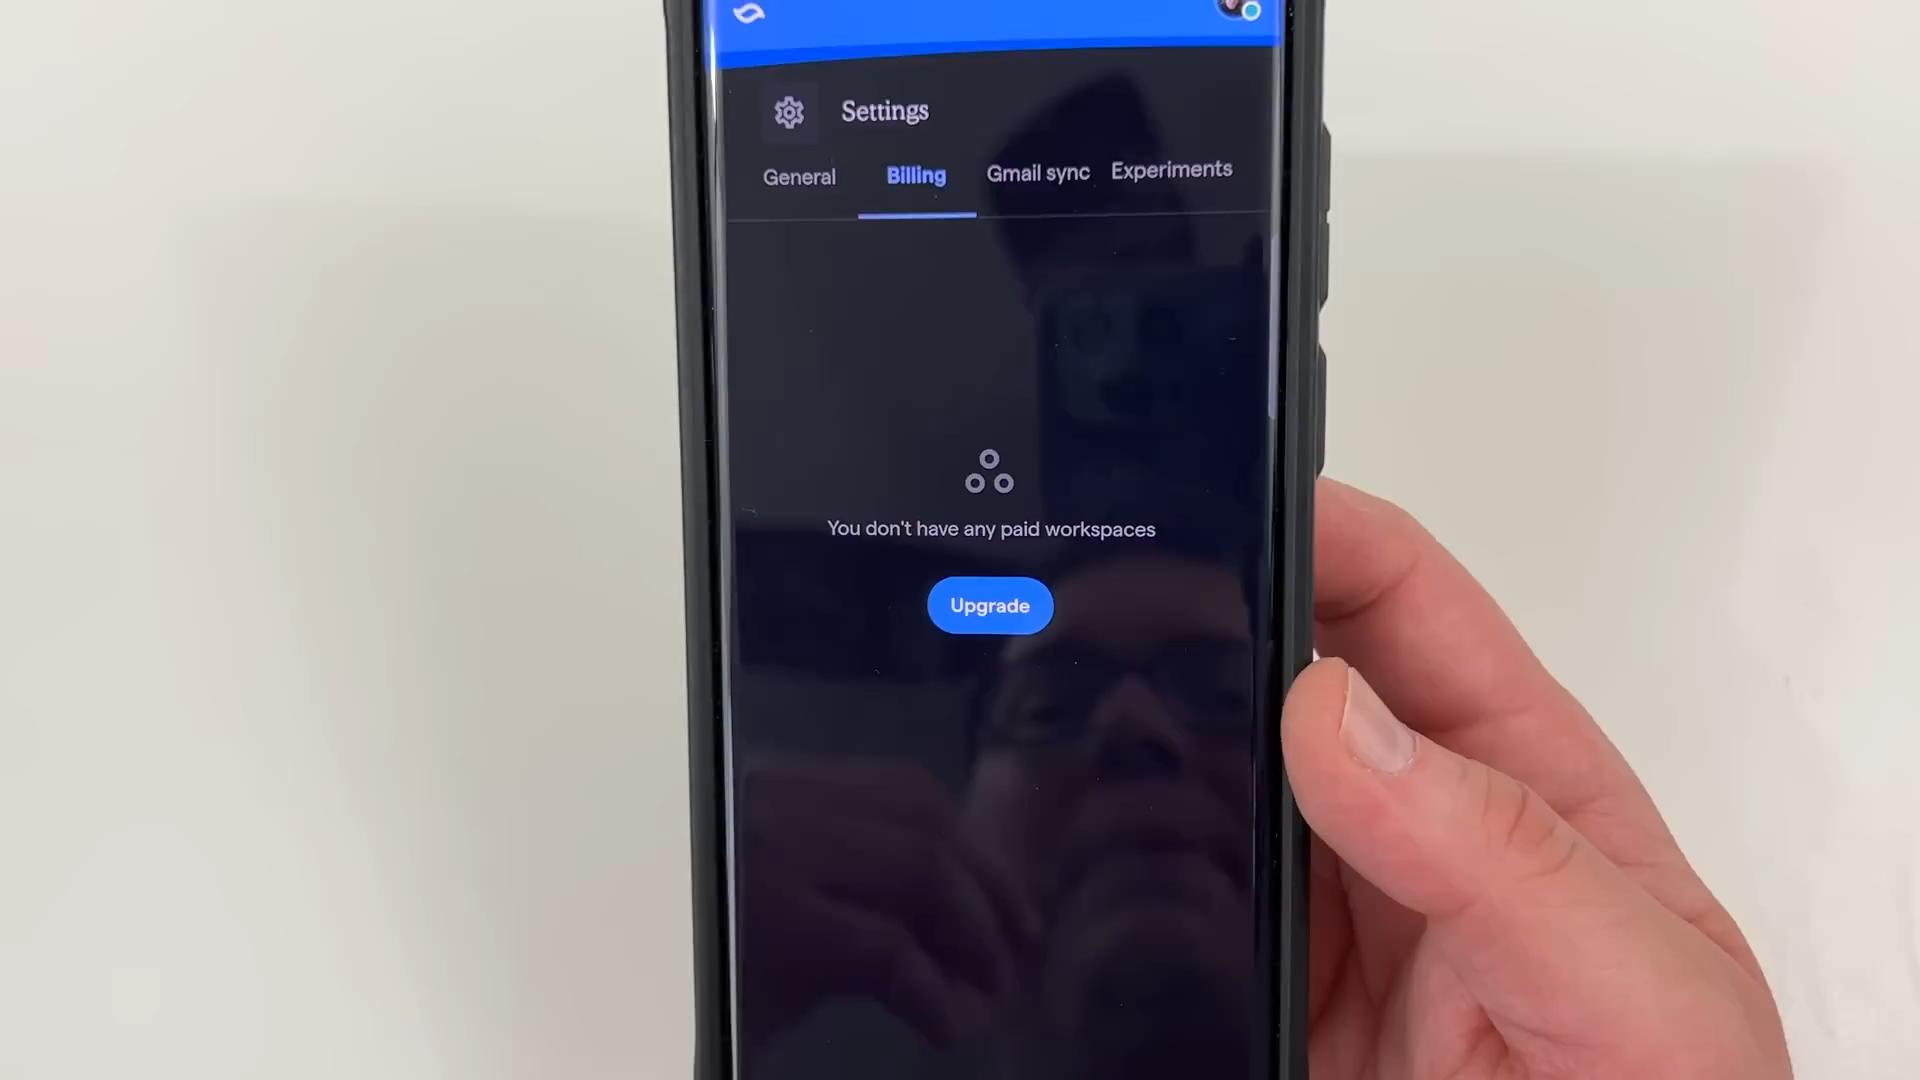 Settings
General Billing Gmail sync Experiments
You don't have any paid workspaces
Upgrade